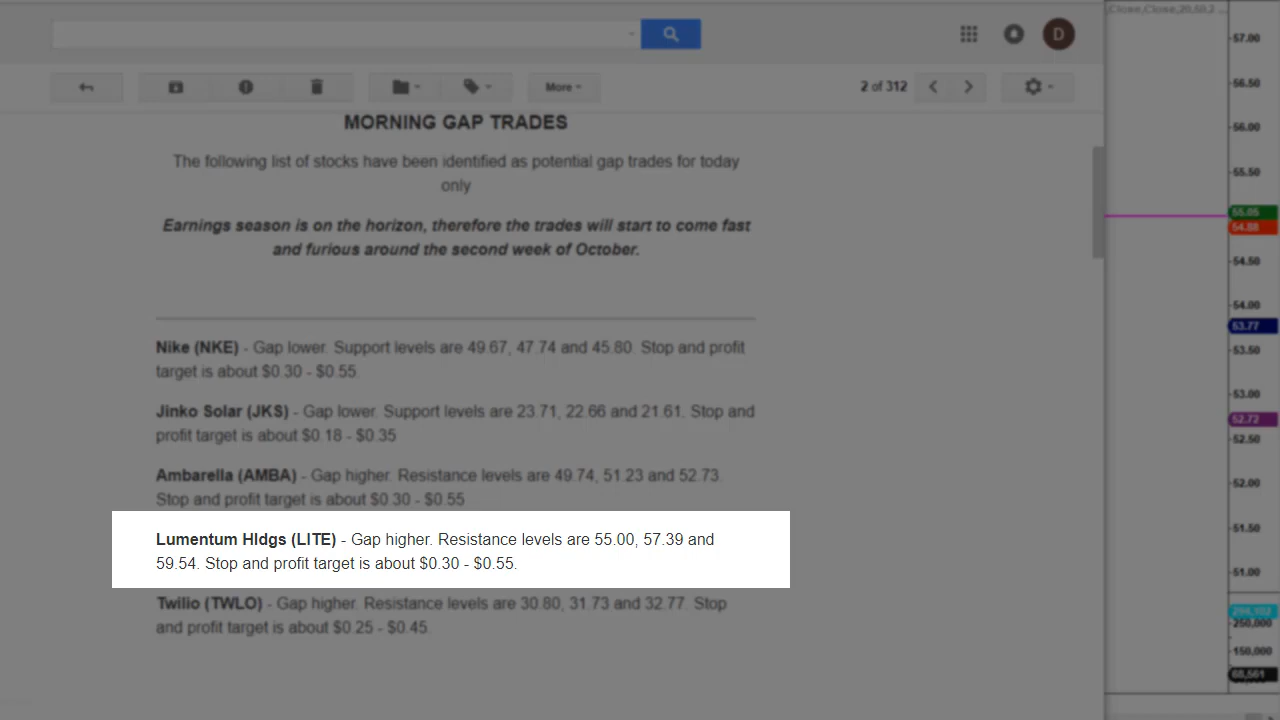 ,Close,Close,20,50,2 ...
57.00
D
56.50
More
2 of 312
MORNING GAP TRADES
56.00
The following list of stocks have been identified as potential gap trades for today
only
55.50
Earnings season is on the horizon, therefore the trades will start to come fast
and furious around the second week of October.
55.05
54.88
54.50
54.00
53.77
Nike (NKE) - Gap lower. Support levels are 49.67, 47.74 and 45.80. Stop and profit
target is about $0.30 - $0.55.
53.50
53.00
Jinko Solar (JKS) - Gap lower. Support levels are 23.71, 22.66 and 21.61. Stop and
profit target is about $0.18 - $0.35
52.72
52.50
Ambarella (AMBA) - Gap higher. Resistance levels are 49.74, 51.23 and 52.73.
Stop and profit target is about $0.30 - $0.55
52.00
Lumentum Hldgs (LITE) - Gap higher. Resistance levels are 55.00, 57.39 and
59.54. Stop and profit target is about $0.30 - $0.55.
51.50
51.00
Twilio (TWLO) - Gap higher. Resistance levels are 30.80, 31.73 and 32.77. Stop
and profit target is about $0.25 - $0.45.
250,000
150,000
68,561